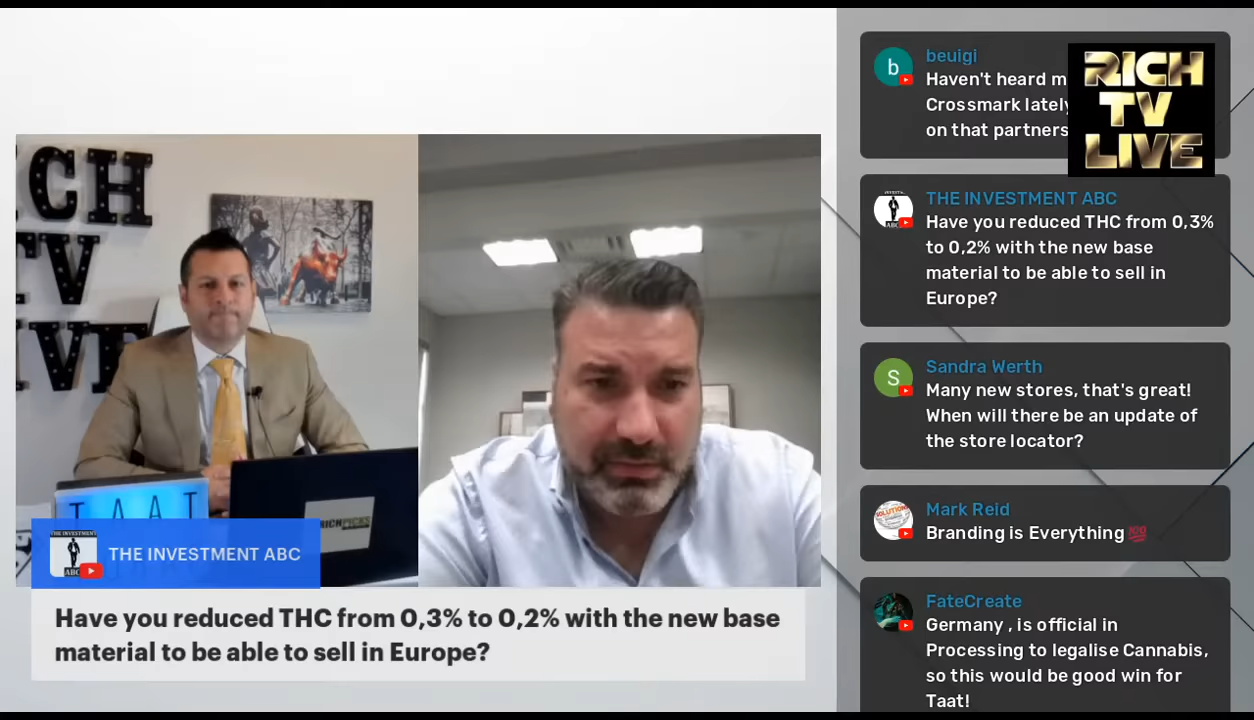 CH
TV
IVE
TAAT
RICHPICKS
THE INVESTMENT
ABC
THE INVESTMENT ABC
Have you reduced THC from 0,3% to 0,2% with the new base
material to be able to sell in Europe?
RICH
TV
LIVE
b
beuigi
Haven't heard m
Crossmark lately
on that partners
THE INVESTMENT ABC
Have you reduced THC from 0,3%
to 0,2% with the new base
material to be able to sell in
Europe?
S
Sandra Werth
Many new stores, that's great!
When will there be an update of
the store locator?
SOLUTION
Mark Reid
Branding is Everything 💯
FateCreate
Germany , is official in
Processing to legalise Cannabis,
so this would be good win for
Taat!